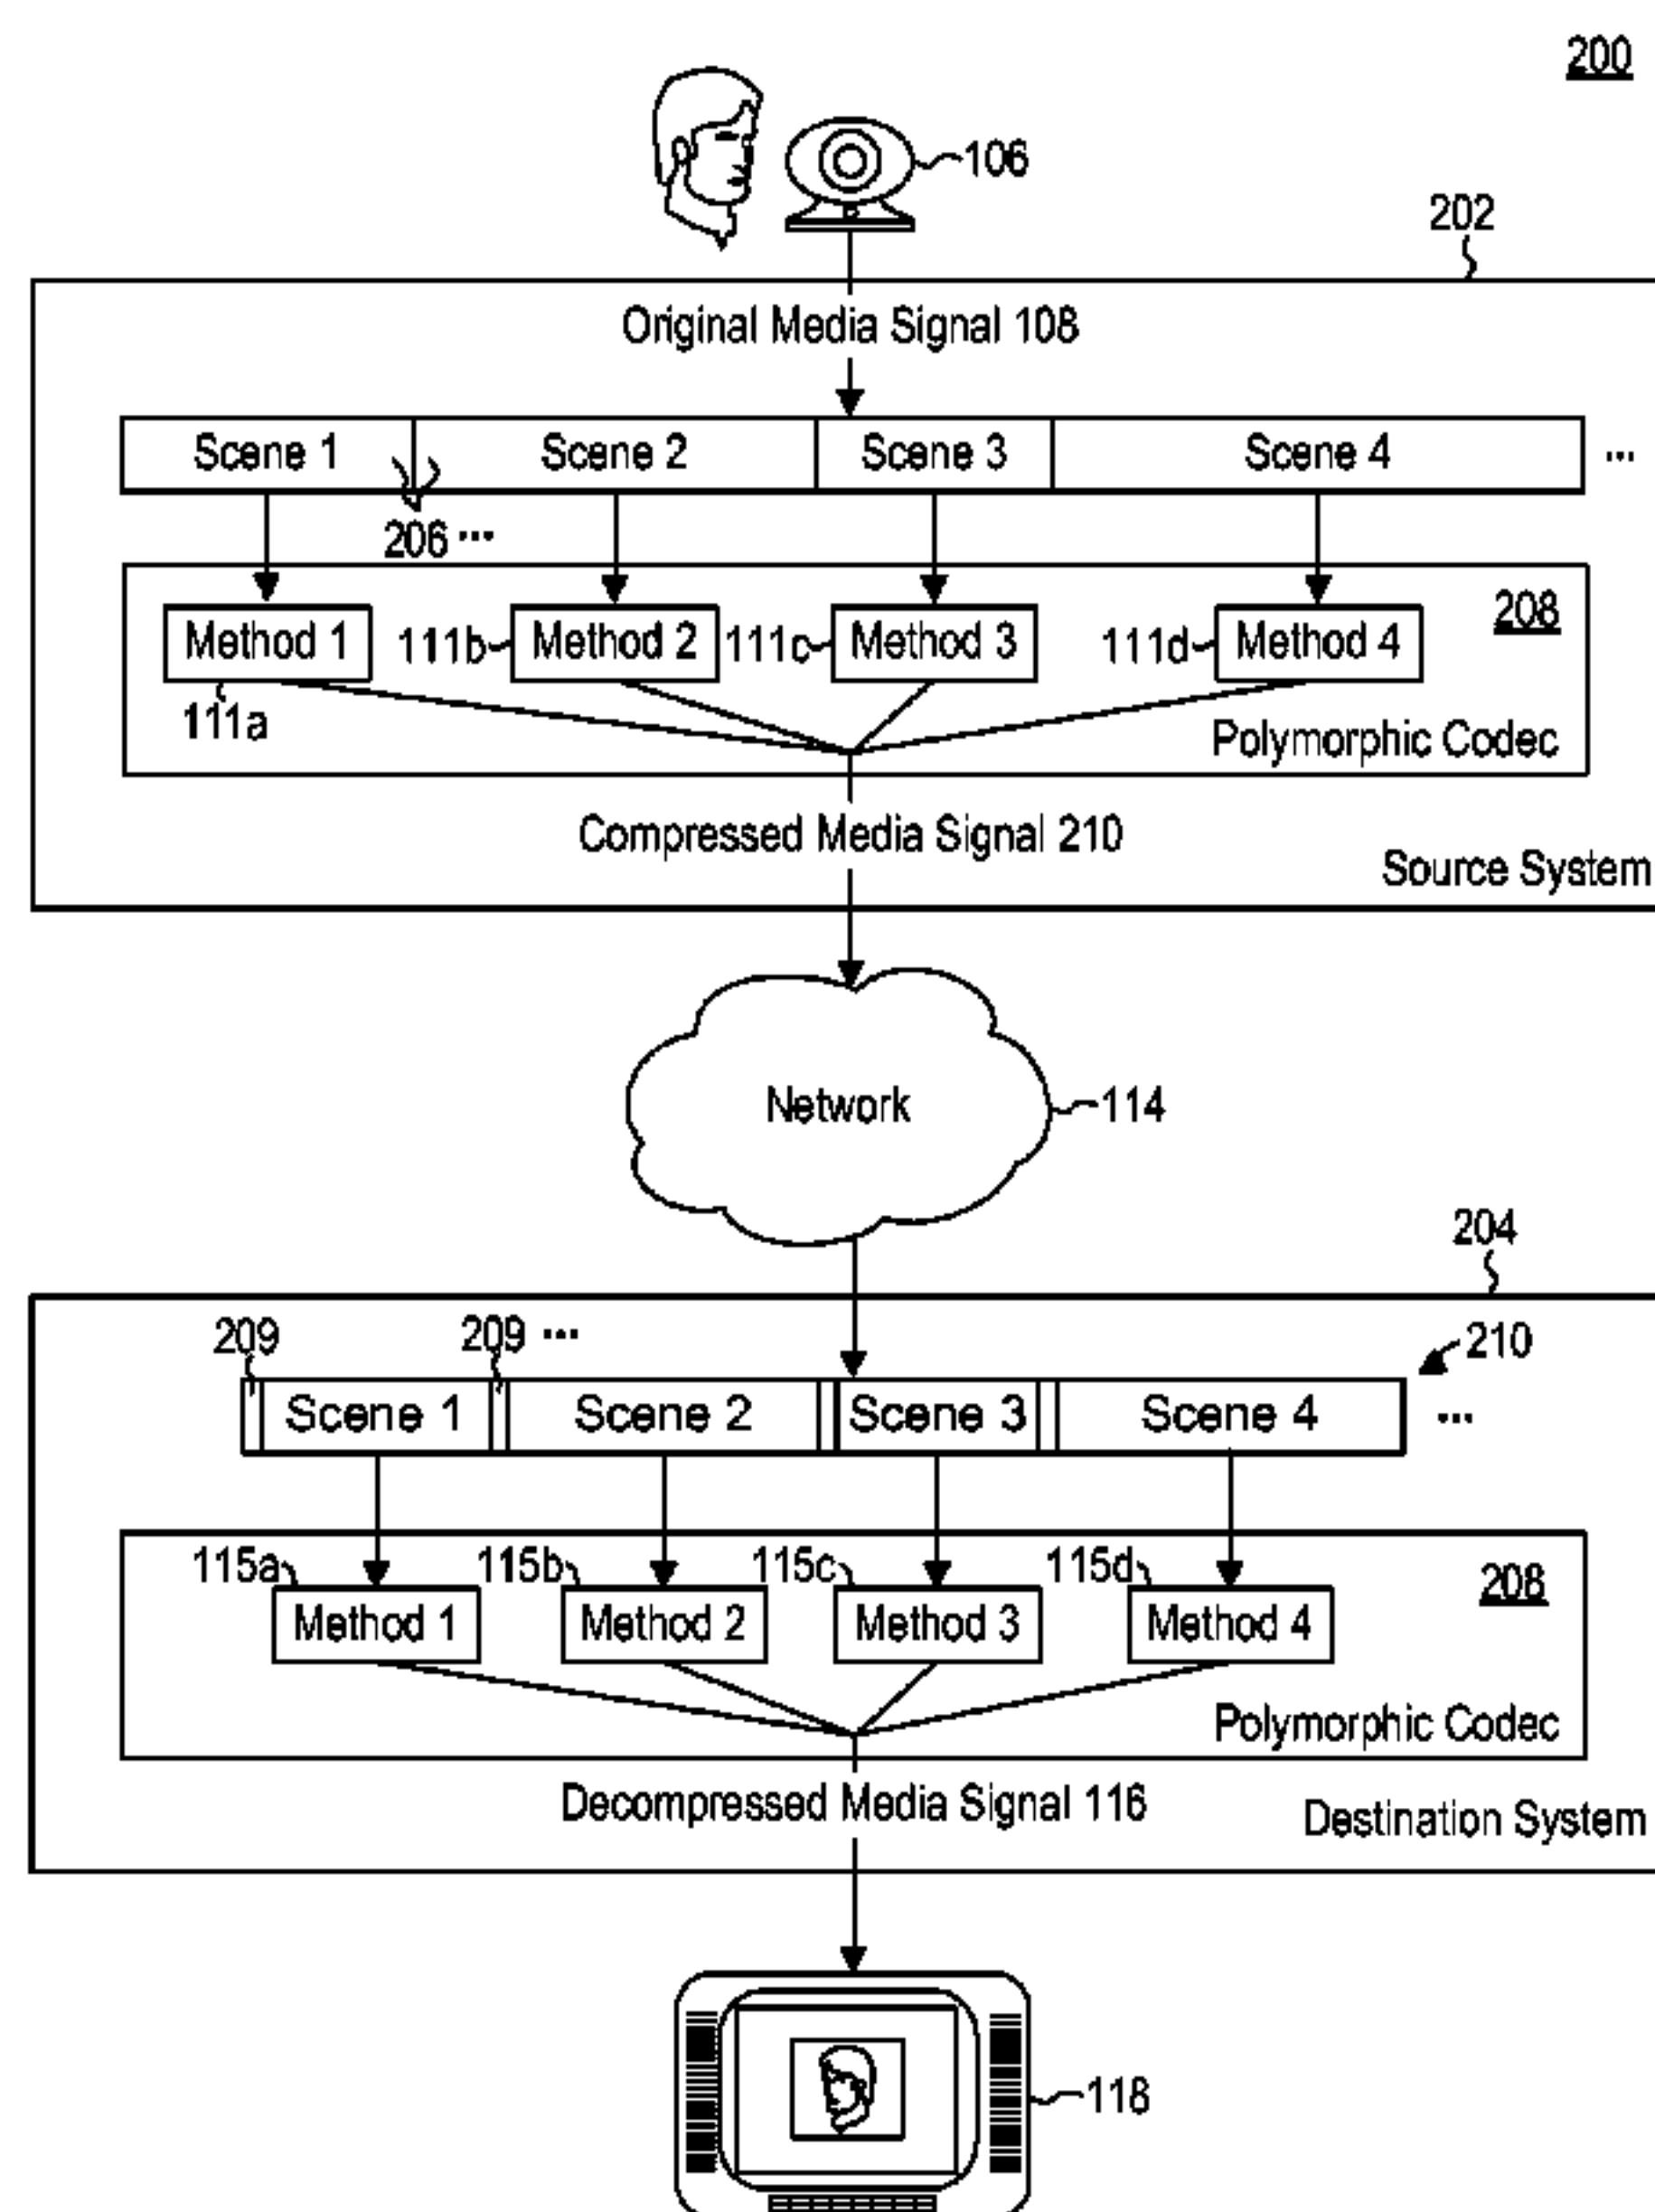 200
106
202
Original Media Signal 108
Scene 1 Scene 2 Scene 3 Scene 4 ...
206 ...
208
Method 1 111b Method 2 111c Method 3 111d Method 4
111a
Polymorphic Codec
Compressed Media Signal 210
Source System
Network 114
204
209 209 ... 210
Scene 1 Scene 2 Scene 3 Scene 4 ...
115a 115b 115c 115d 208
Method 1 Method 2 Method 3 Method 4
Polymorphic Codec
Decompressed Media Signal 116
Destination System
118